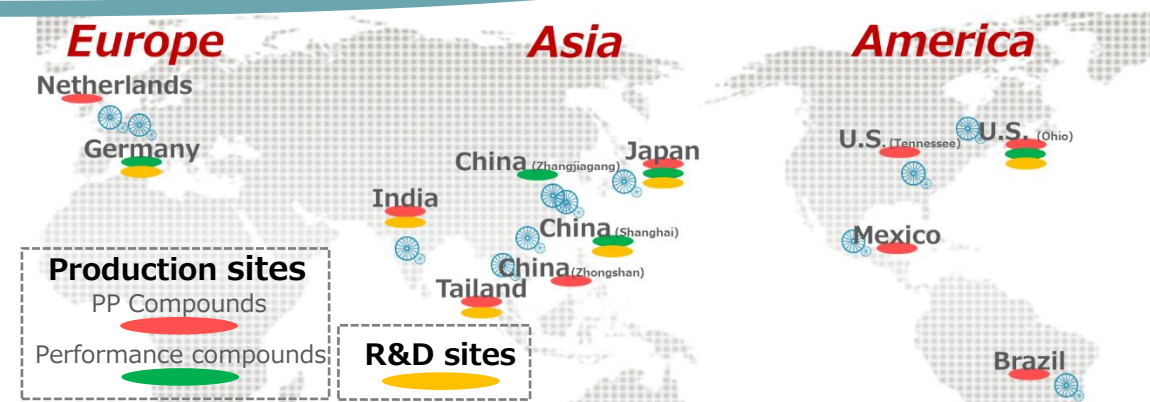 Europe
Asia
America
Netherlands
Germany
China (Zhangjiagang)
Japan
India
China (Shanghai)
China (Zhongshan)
Tailand
U.S. (Tennessee)
U.S. (Ohio)
Mexico
Brazil
Production sites
PP Compounds
Performance compounds
R&D sites